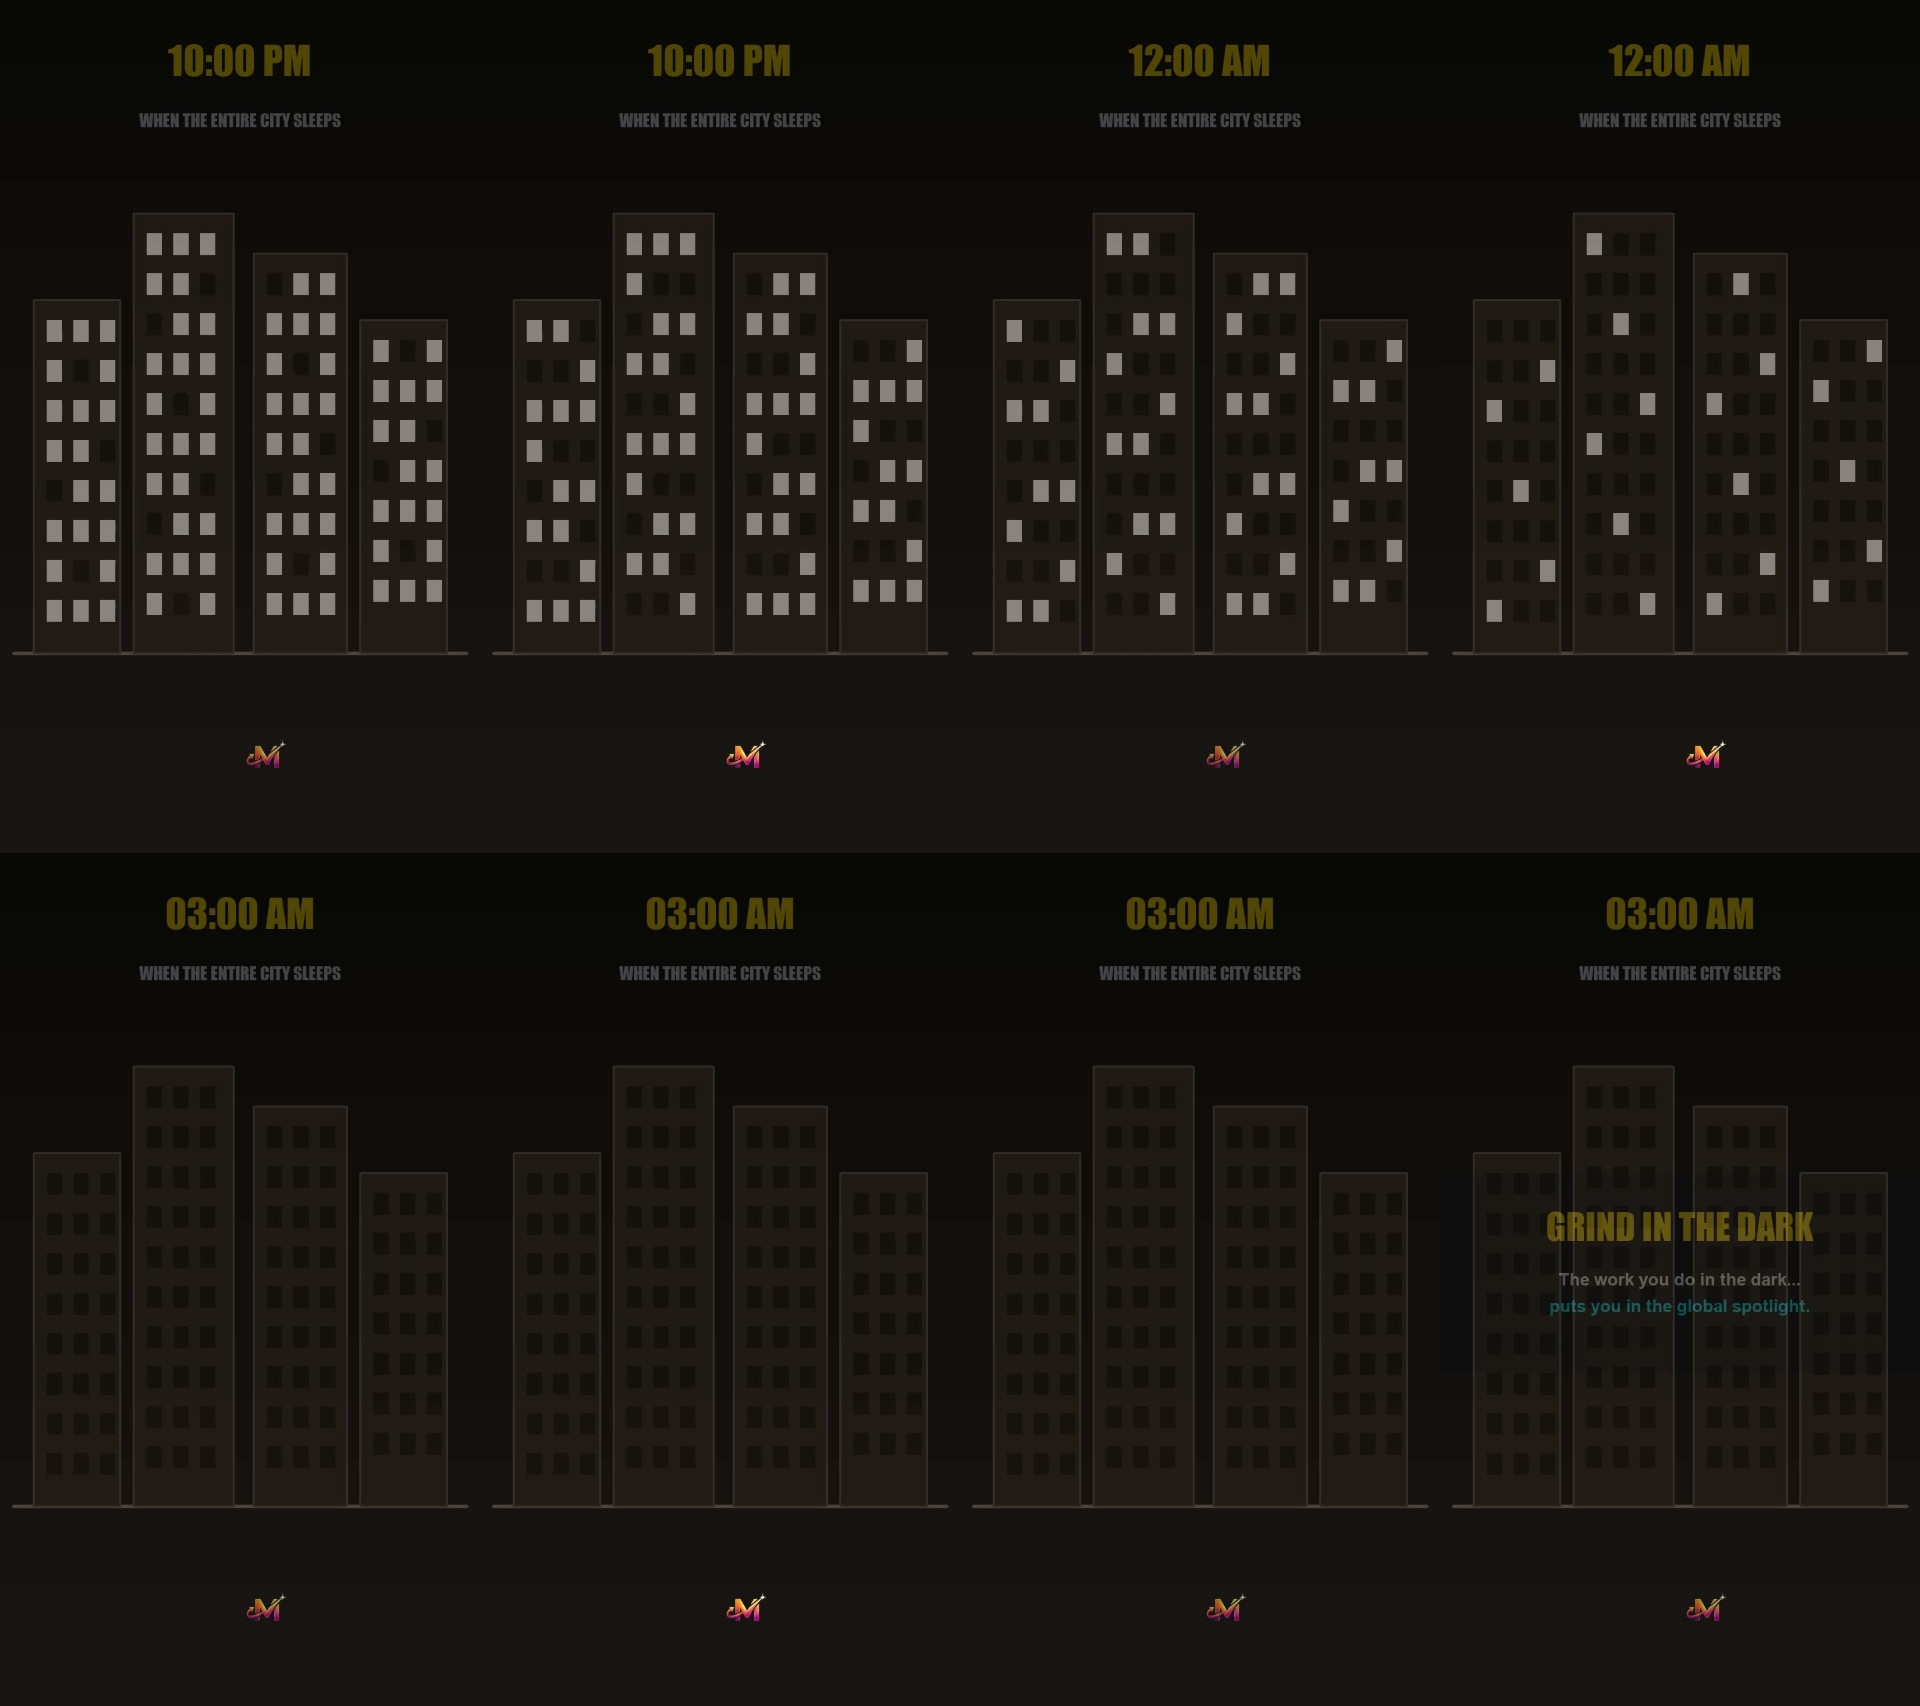 10:00 PM
WHEN THE ENTIRE CITY SLEEPS
10:00 PM
WHEN THE ENTIRE CITY SLEEPS
12:00 AM
WHEN THE ENTIRE CITY SLEEPS
12:00 AM
WHEN THE ENTIRE CITY SLEEPS
M
M
M
M
03:00 AM
WHEN THE ENTIRE CITY SLEEPS
03:00 AM
WHEN THE ENTIRE CITY SLEEPS
03:00 AM
WHEN THE ENTIRE CITY SLEEPS
03:00 AM
WHEN THE ENTIRE CITY SLEEPS
GRIND IN THE DARK
The work you do in the dark...
puts you in the global spotlight.
M
M
M
M